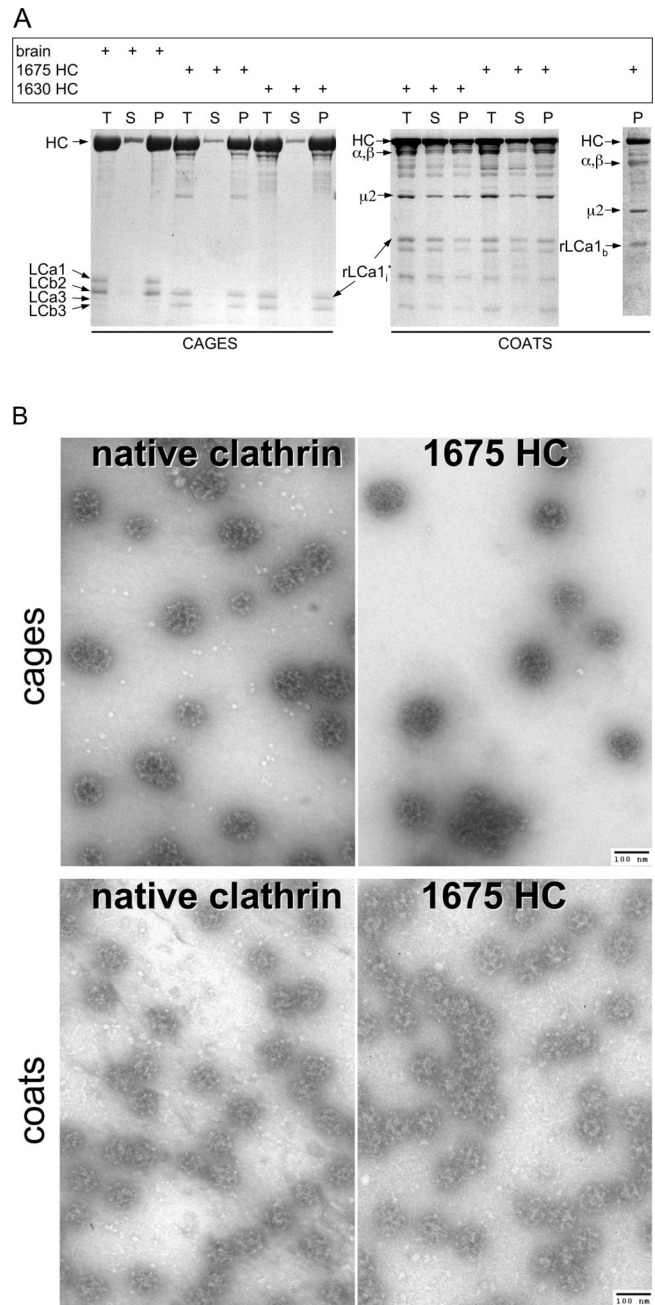 A
brain + + +
1675 HC + + + + + + +
1630 HC + + + + + +
T S P T S P T S P T S P T S P P
HC HC HC
α,β α,β
μ2 μ2
LCa1 rLCa1b
LCb2 rLCa1i*
LCa3
LCb3
CAGES COATS
B
native clathrin 1675 HC
cages
100 nm
native clathrin 1675 HC
coats
100 nm